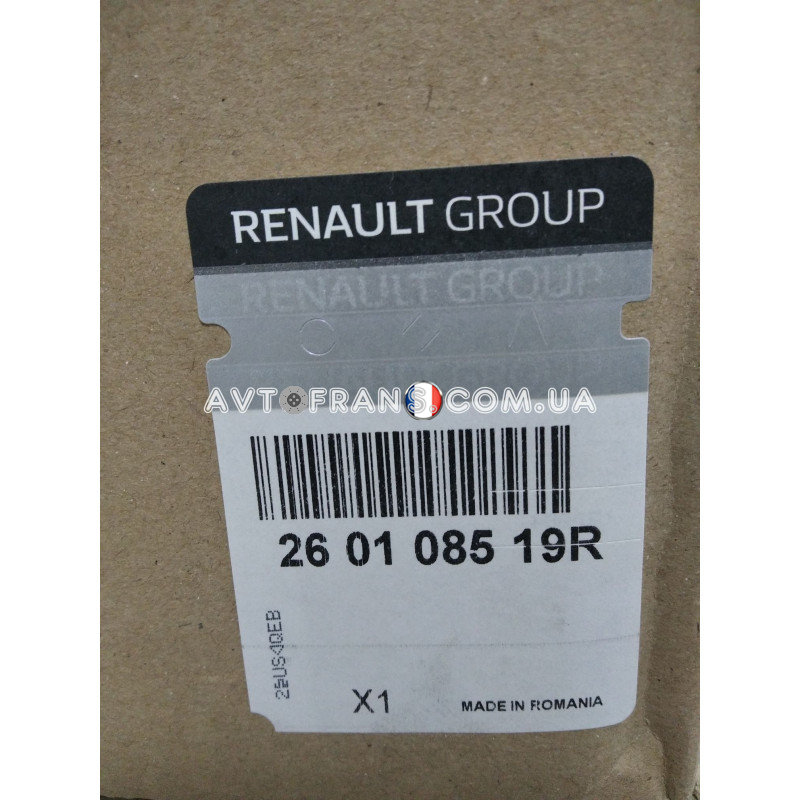 RENAULT GROUP
RENAULT GROUP
AVTOFRANS.COM.UA
26 01 085 19R
X1
MADE IN ROMANIA